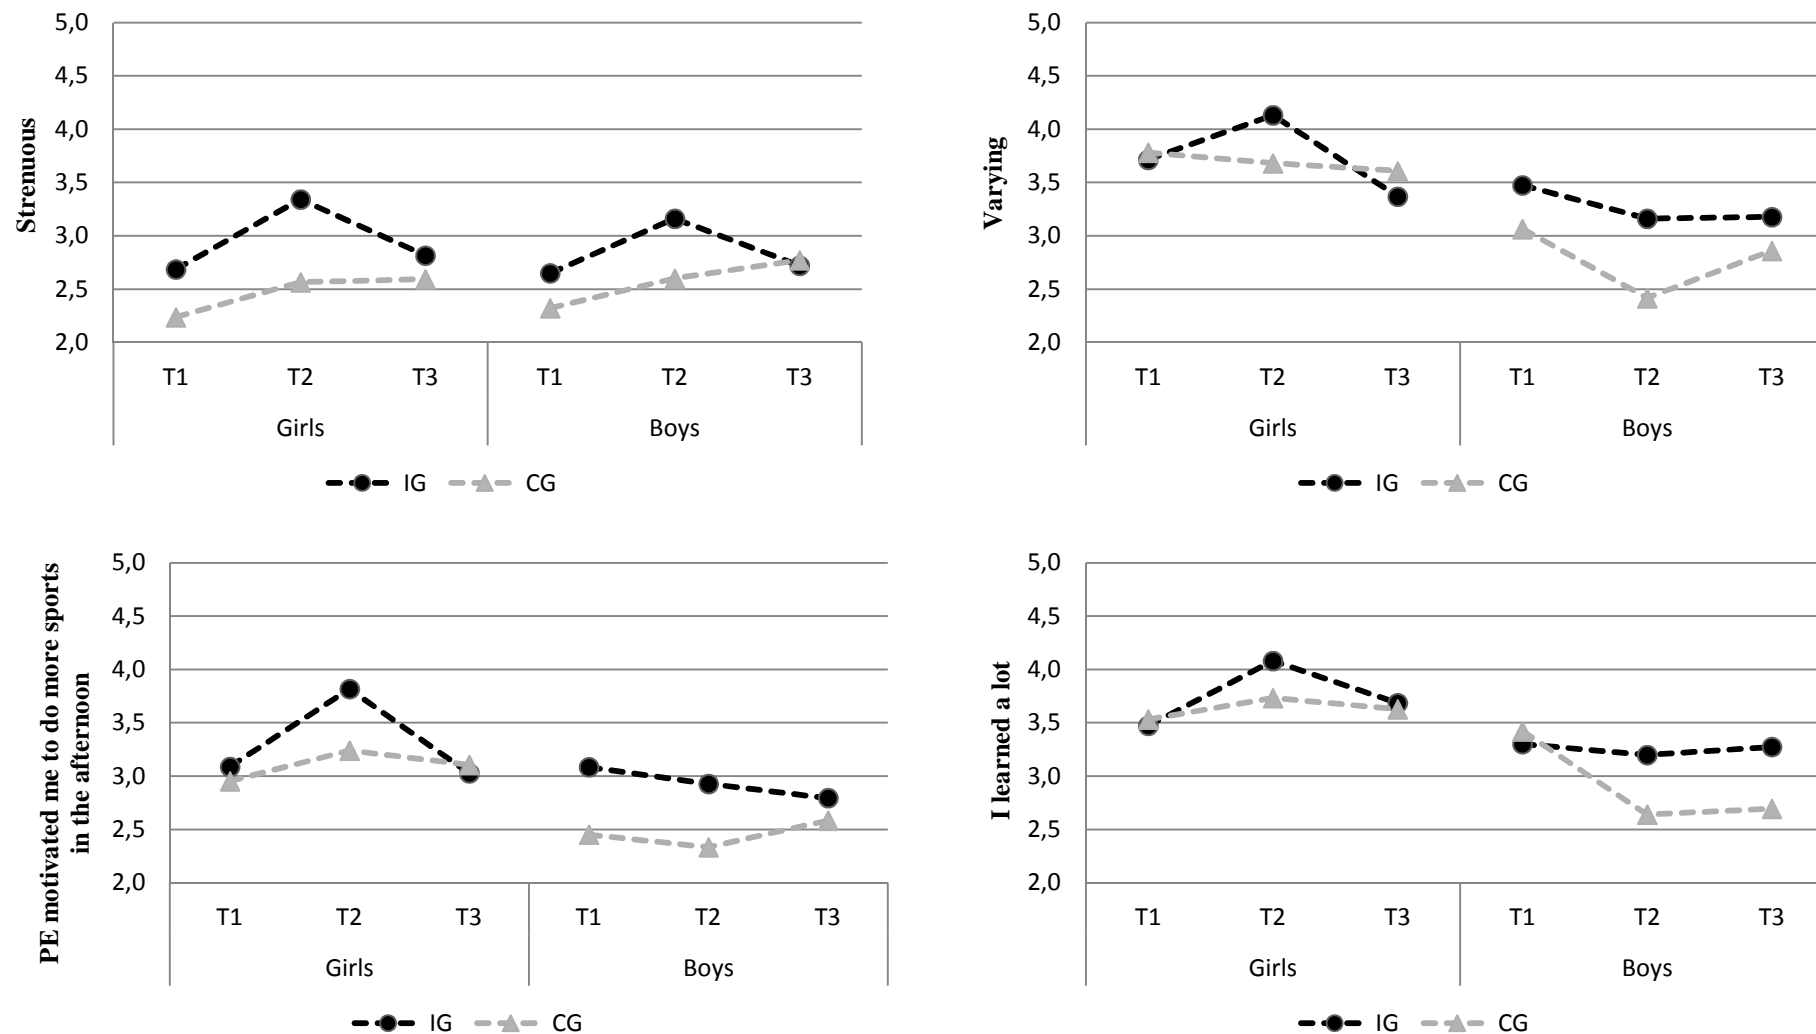 Strenuous
5,0
4,5
4,0
3,5
3,0
2,5
2,0
T1 T2 T3 T1 T2 T3
Girls Boys
IG CG
Varying
5,0
4,5
4,0
3,5
3,0
2,5
2,0
T1 T2 T3 T1 T2 T3
Girls Boys
IG CG
PE motivated me to do more sports
in the afternoon
5,0
4,5
4,0
3,5
3,0
2,5
2,0
T1 T2 T3 T1 T2 T3
Girls Boys
IG CG
I learned a lot
5,0
4,5
4,0
3,5
3,0
2,5
2,0
T1 T2 T3 T1 T2 T3
Girls Boys
IG CG